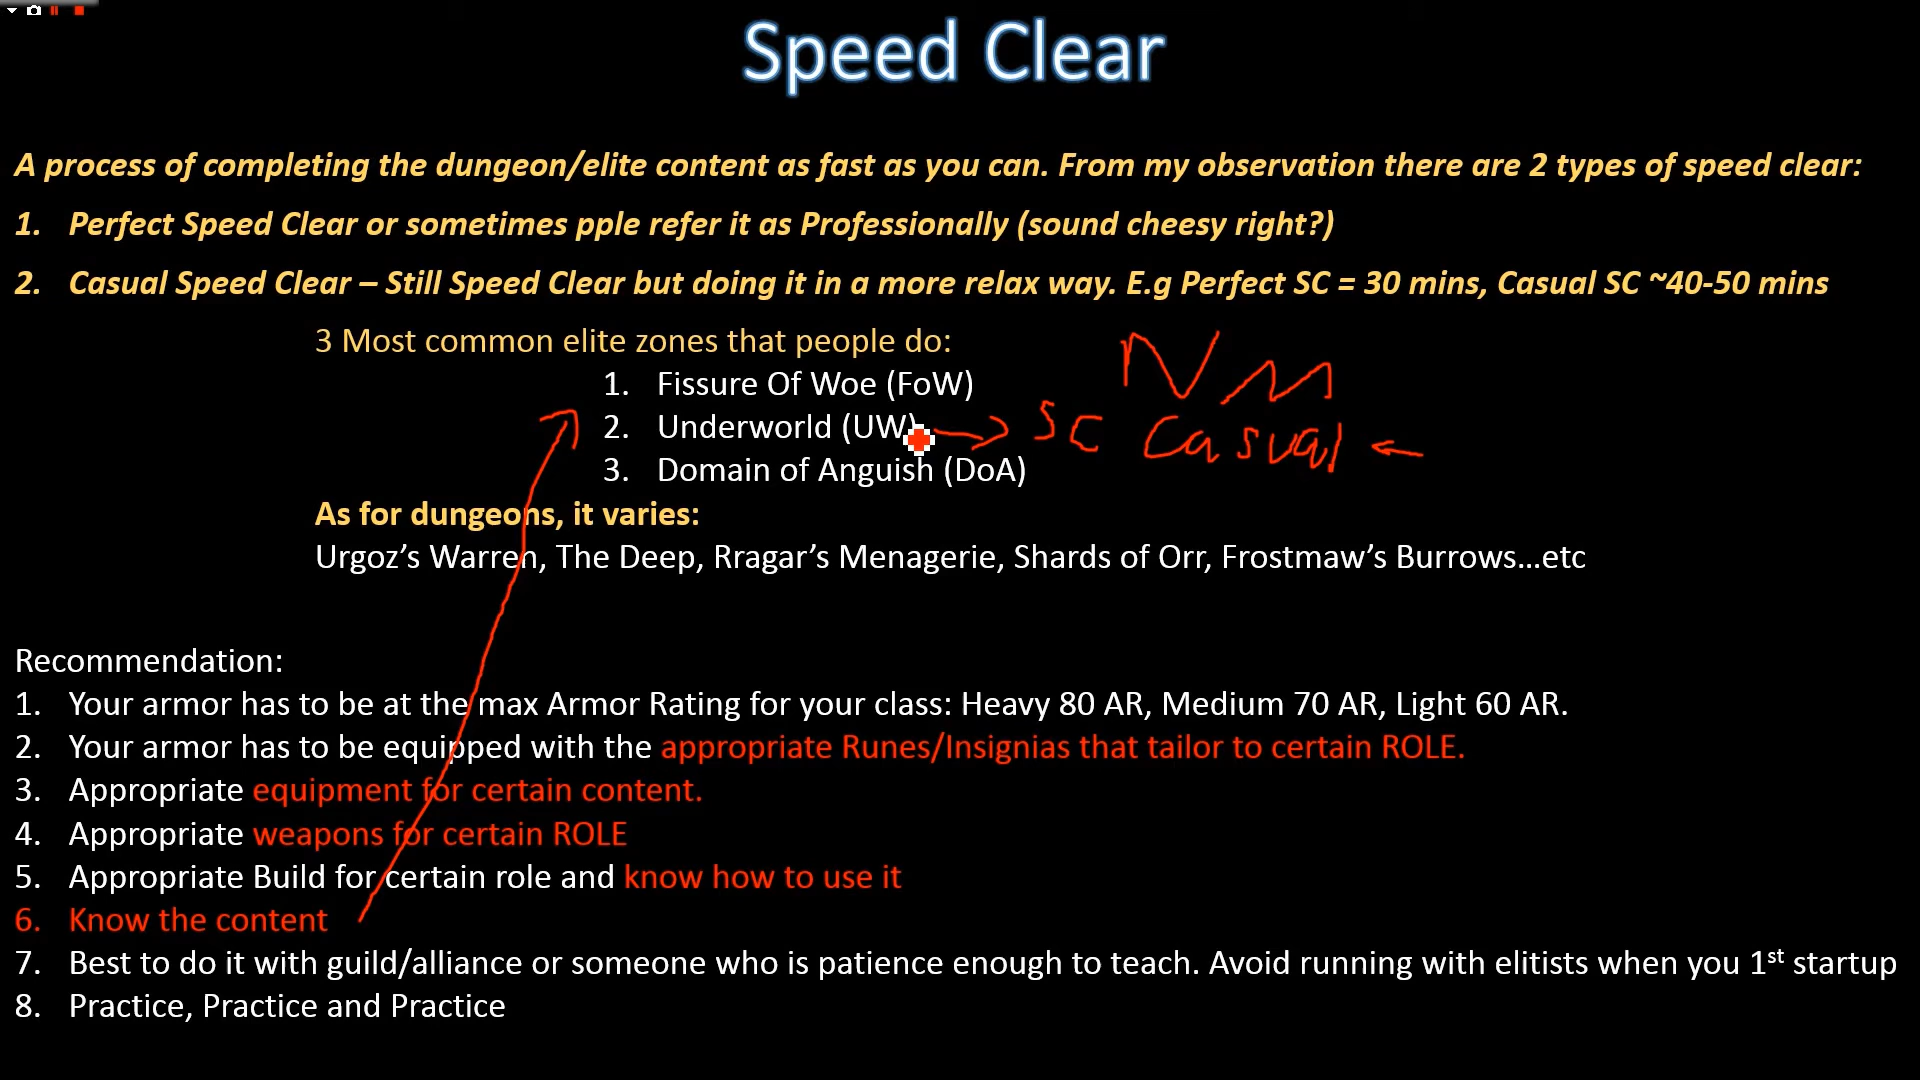 Speed Clear
A process of completing the dungeon/elite content as fast as you can. From my observation there are 2 types of speed clear:
1. Perfect Speed Clear or sometimes pple refer it as Professionally (sound cheesy right?)
2. Casual Speed Clear – Still Speed Clear but doing it in a more relax way. E.g Perfect SC = 30 mins, Casual SC ~40-50 mins
3 Most common elite zones that people do:
NM
1. Fissure Of Woe (FoW)
2. Underworld (UW)
SC Casual
3. Domain of Anguish (DoA)
As for dungeons, it varies:
Urgoz’s Warren, The Deep, Rragar’s Menagerie, Shards of Orr, Frostmaw’s Burrows…etc
Recommendation:
1. Your armor has to be at the max Armor Rating for your class: Heavy 80 AR, Medium 70 AR, Light 60 AR.
2. Your armor has to be equipped with the appropriate Runes/Insignias that tailor to certain ROLE.
3. Appropriate equipment for certain content.
4. Appropriate weapons for certain ROLE
5. Appropriate Build for certain role and know how to use it
6. Know the content
7. Best to do it with guild/alliance or someone who is patience enough to teach. Avoid running with elitists when you 1st startup
8. Practice, Practice and Practice